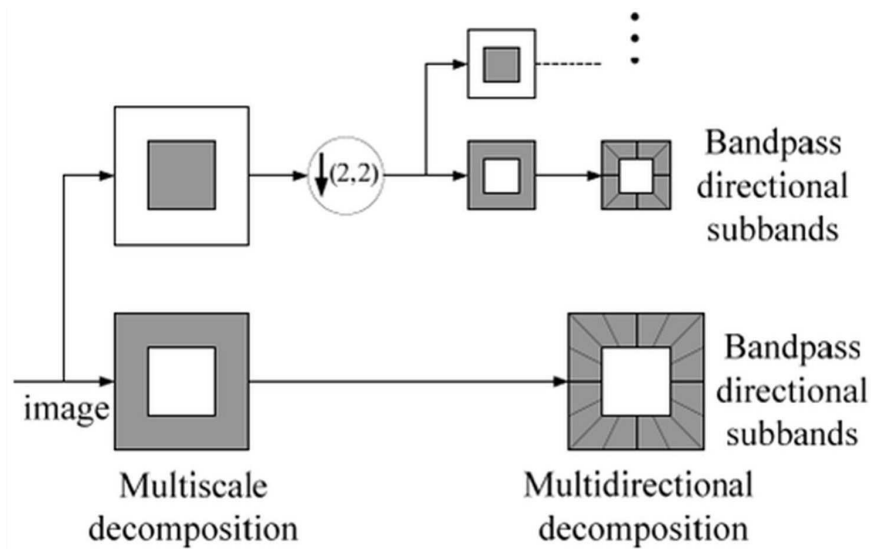 (2,2)
Bandpass
directional
subbands
image
Bandpass
directional
subbands
Multiscale
decomposition
Multidirectional
decomposition